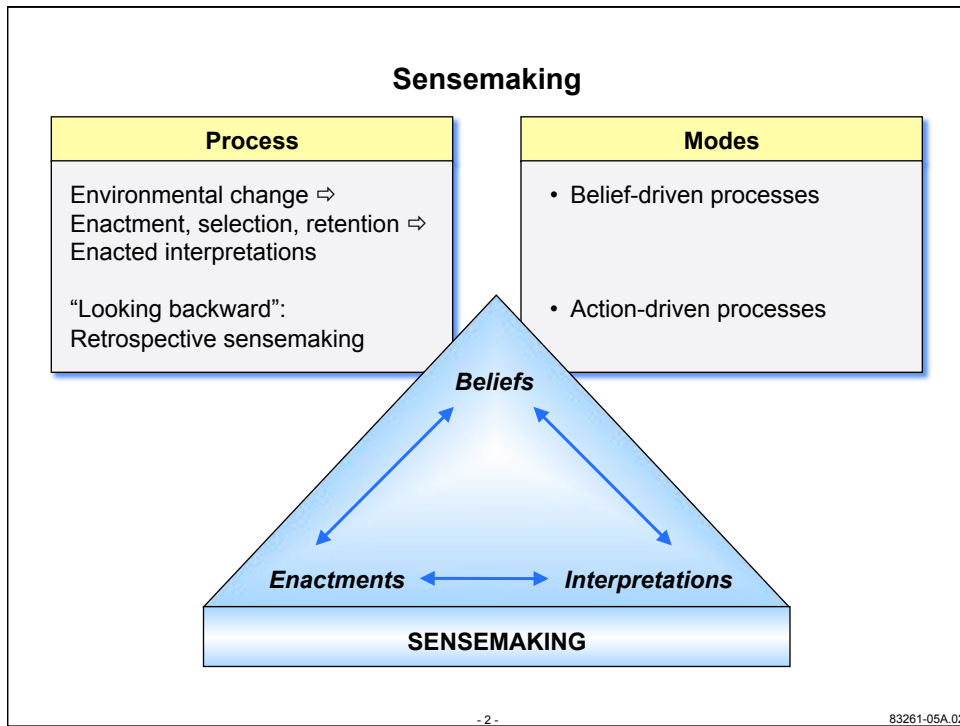 Sensemaking
Process
Environmental change ⇨
Enactment, selection, retention ⇨
Enacted interpretations
“Looking backward”:
Retrospective sensemaking
Modes
• Belief-driven processes
• Action-driven processes
Beliefs
Enactments
Interpretations
SENSEMAKING
- 2 -
83261-05A.02